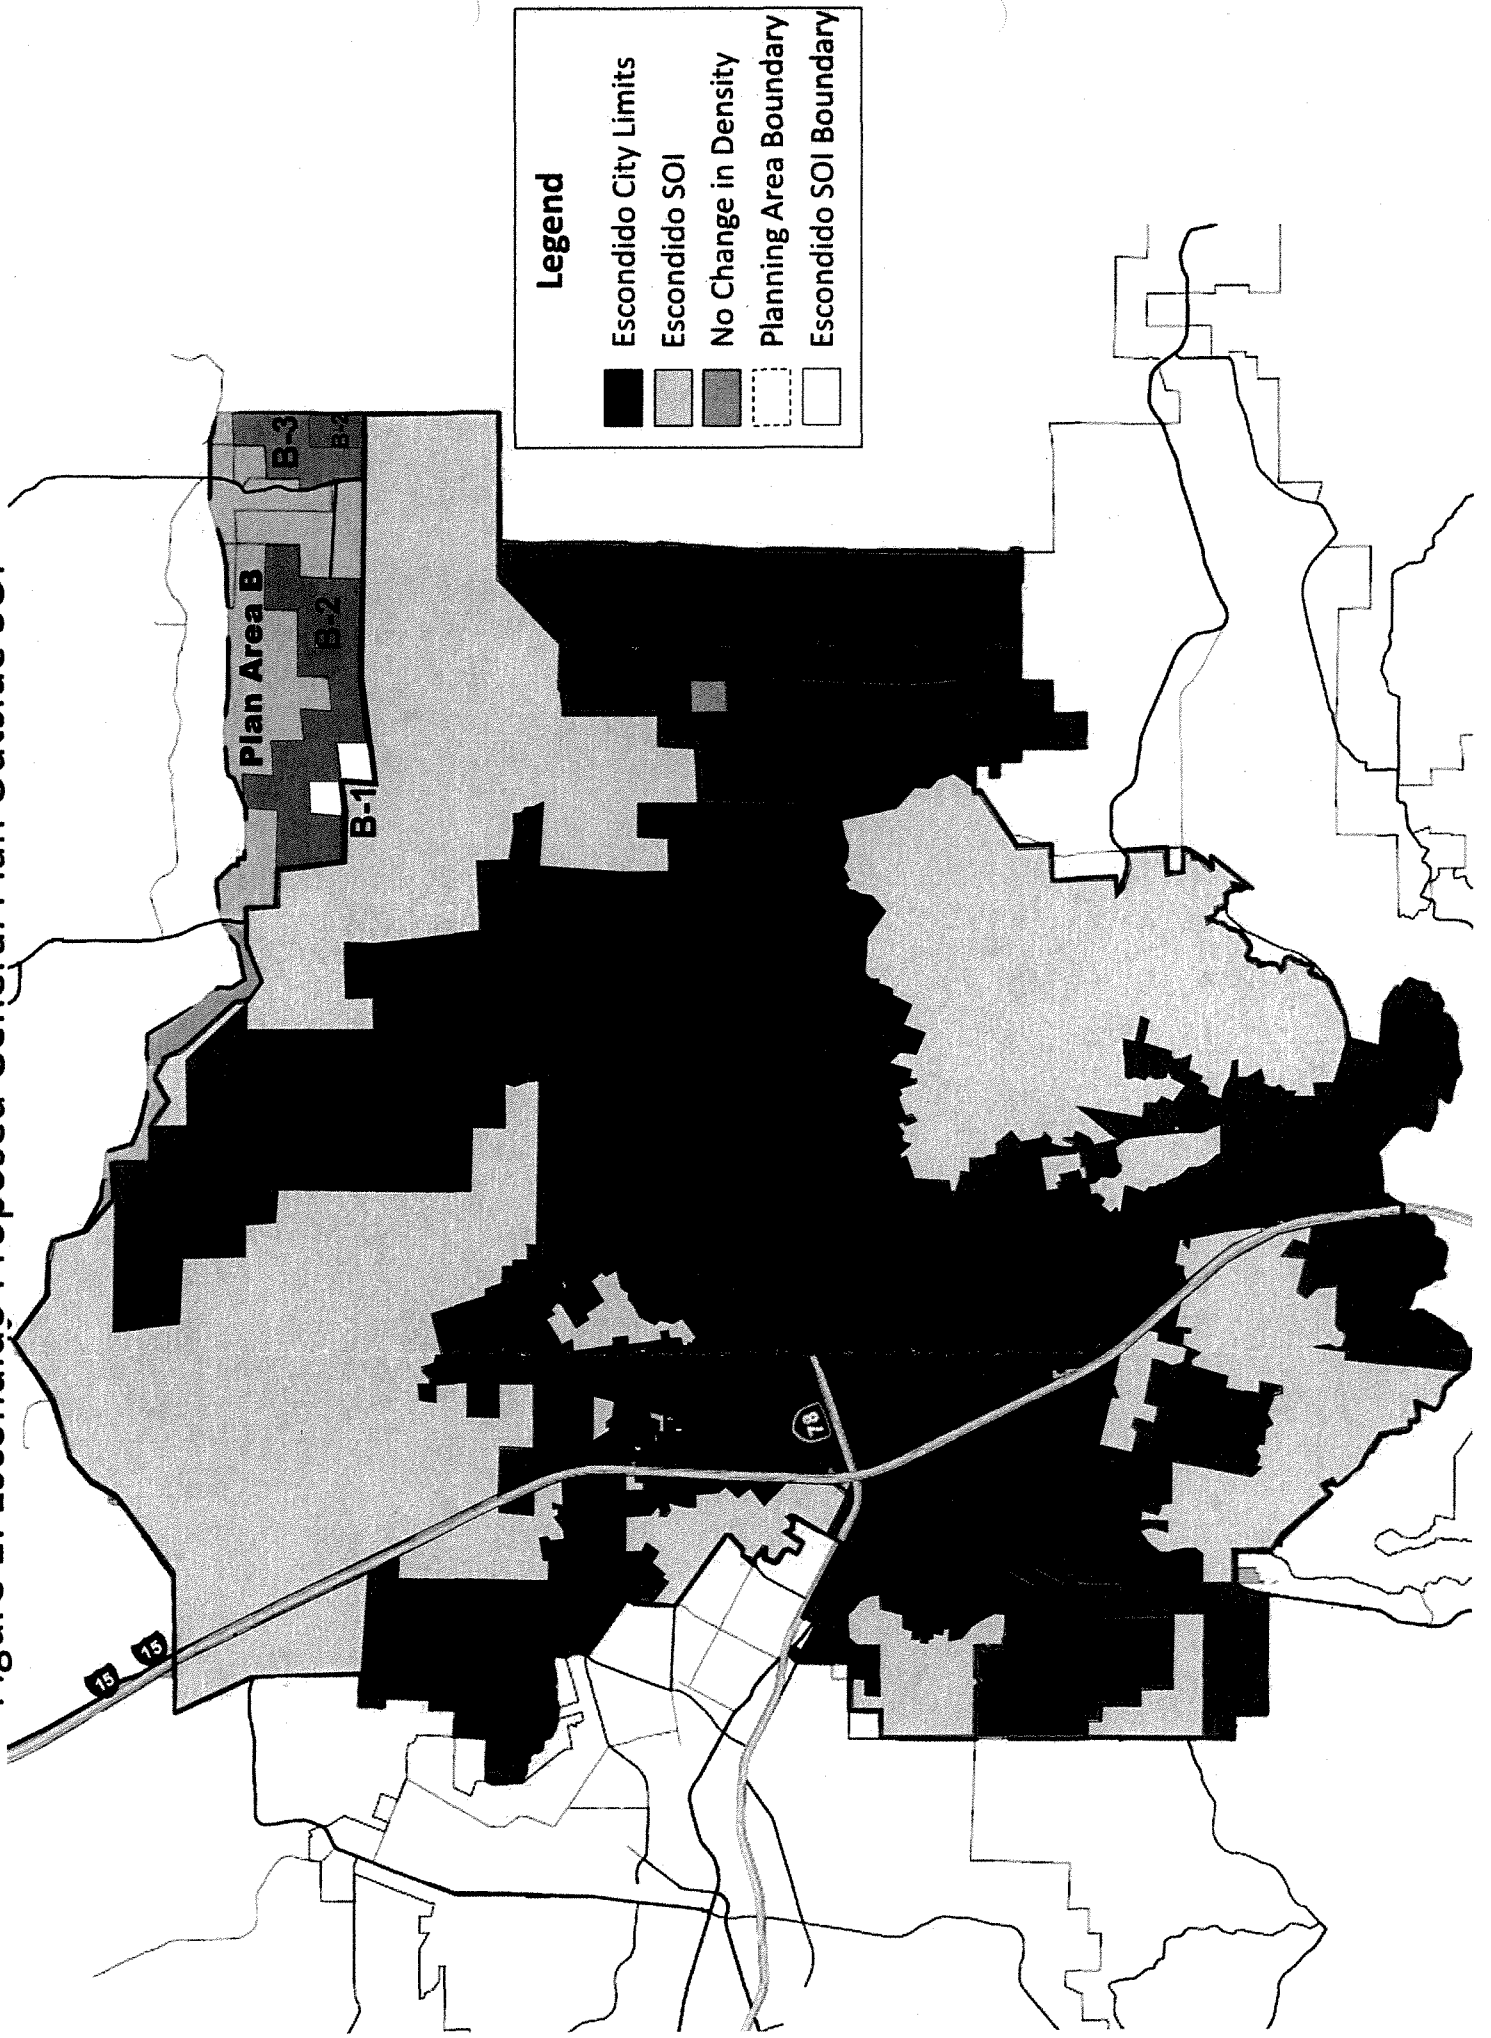 Plan Area B
B-3
B-2
B-2
B-1
15
15
78
Legend
Escondido City Limits
Escondido SOI
No Change in Density
Planning Area Boundary
Escondido SOI Boundary